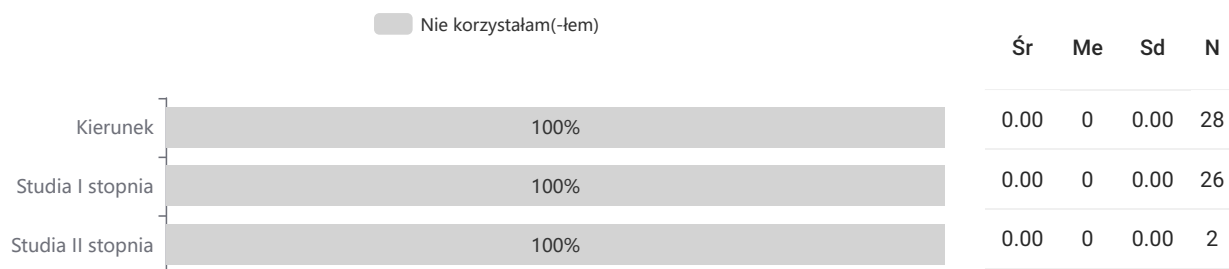 Nie korzystałam(-łem)
Śr Me Sd N
Kierunek 100% 0.00 0 0.00 28
Studia I stopnia 100% 0.00 0 0.00 26
Studia II stopnia 100% 0.00 0 0.00 2